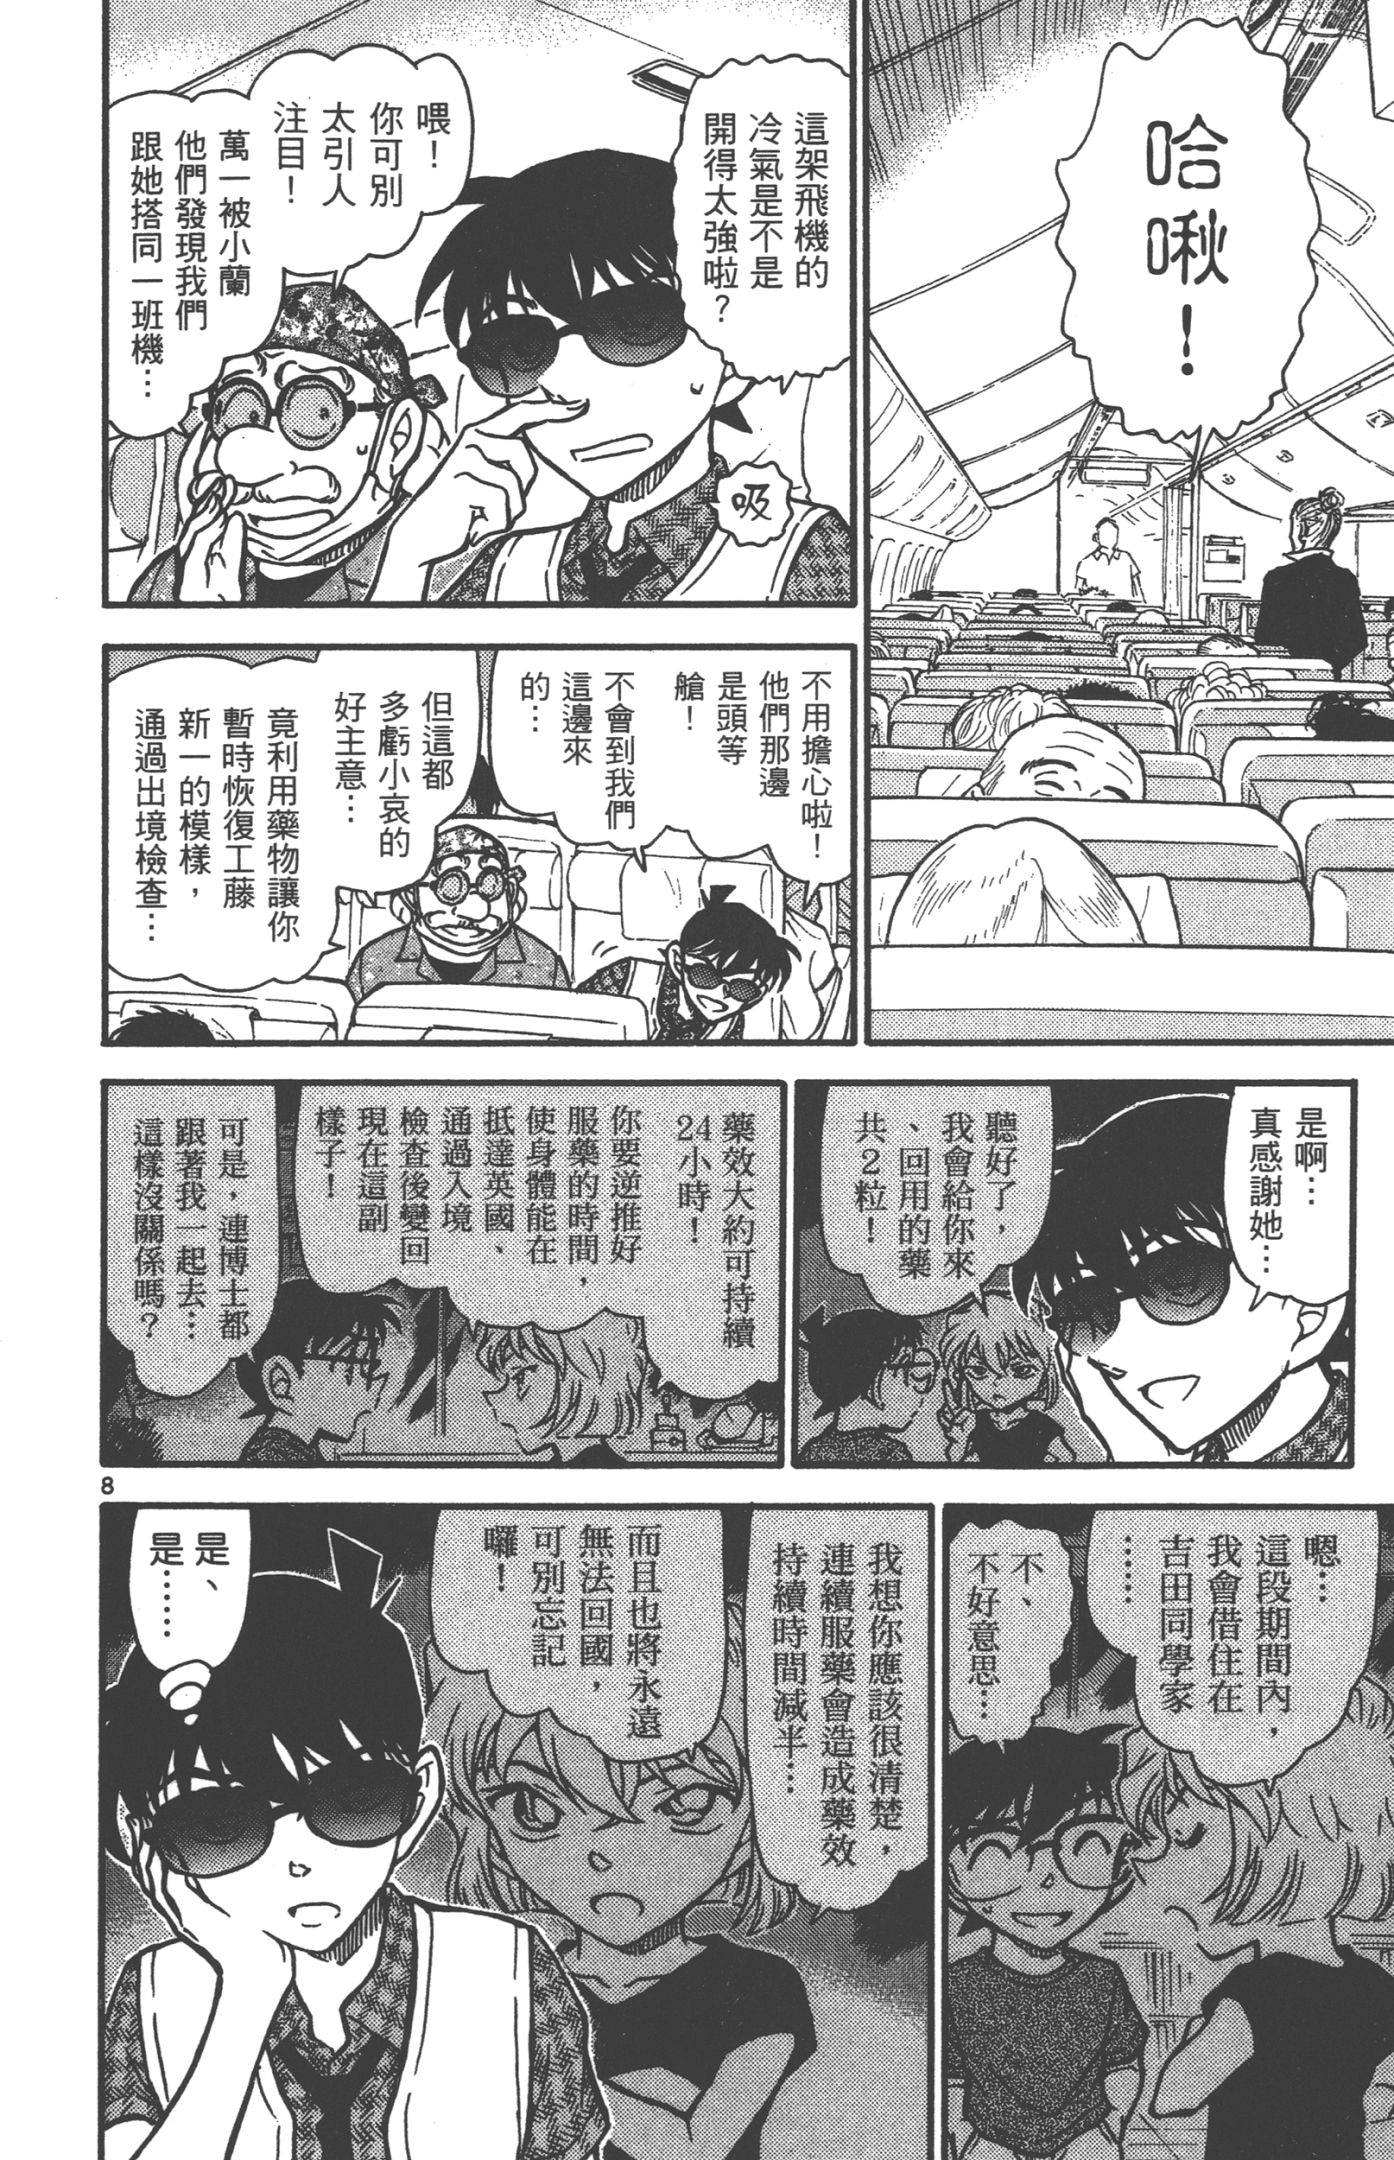 哈
啾！
這架飛機的
冷氣是不是
開得太強啦？
吸
喂！
你可別
太引人
注目！
萬一被小蘭
他們發現我們
跟她搭同一班機…
不用擔心啦！
他們那邊
是頭等
艙！
不會到我們
這邊來
的…
但這都
多虧小哀的
好主意…
竟利用藥物讓你
暫時恢復工藤
新一的模樣，
通過出境檢查…
是啊…
真感謝她…
聽好了，
我會給你來
、回用的藥
共2粒！
藥效大約可持續
24小時！
你要逆推好
服藥的時間，
使身體能在
抵達英國、
通過入境
檢查後變回
現在這副
樣子！
可是，連博士都
跟著我一起去…
這樣沒關係嗎？
嗯…
這段期間內，
我會借住在
吉田同學家
……
不、
不好意思…
我想你應該很清楚，
連續服藥會造成藥效
持續時間減半…
而且也將永遠
無法回國，
可別忘記
囉！
是、
是……
8